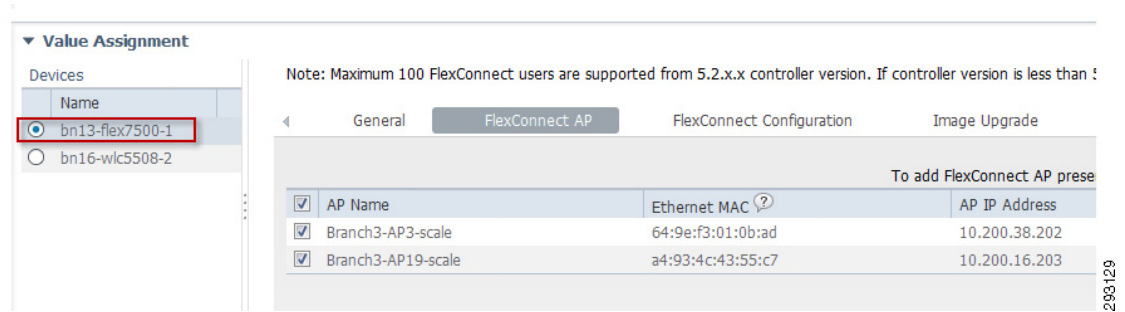 Value Assignment
Devices
Name
bn13-flex7500-1
bn16-wlc5508-2
Note: Maximum 100 FlexConnect users are supported from 5.2.x.x controller version. If controller version is less than
General FlexConnect AP FlexConnect Configuration Image Upgrade
To add FlexConnect AP prese
AP Name Ethernet MAC ? AP IP Address
Branch3-AP3-scale 64:9e:f3:01:0b:ad 10.200.38.202
Branch3-AP19-scale a4:93:4c:43:55:c7 10.200.16.203
293129